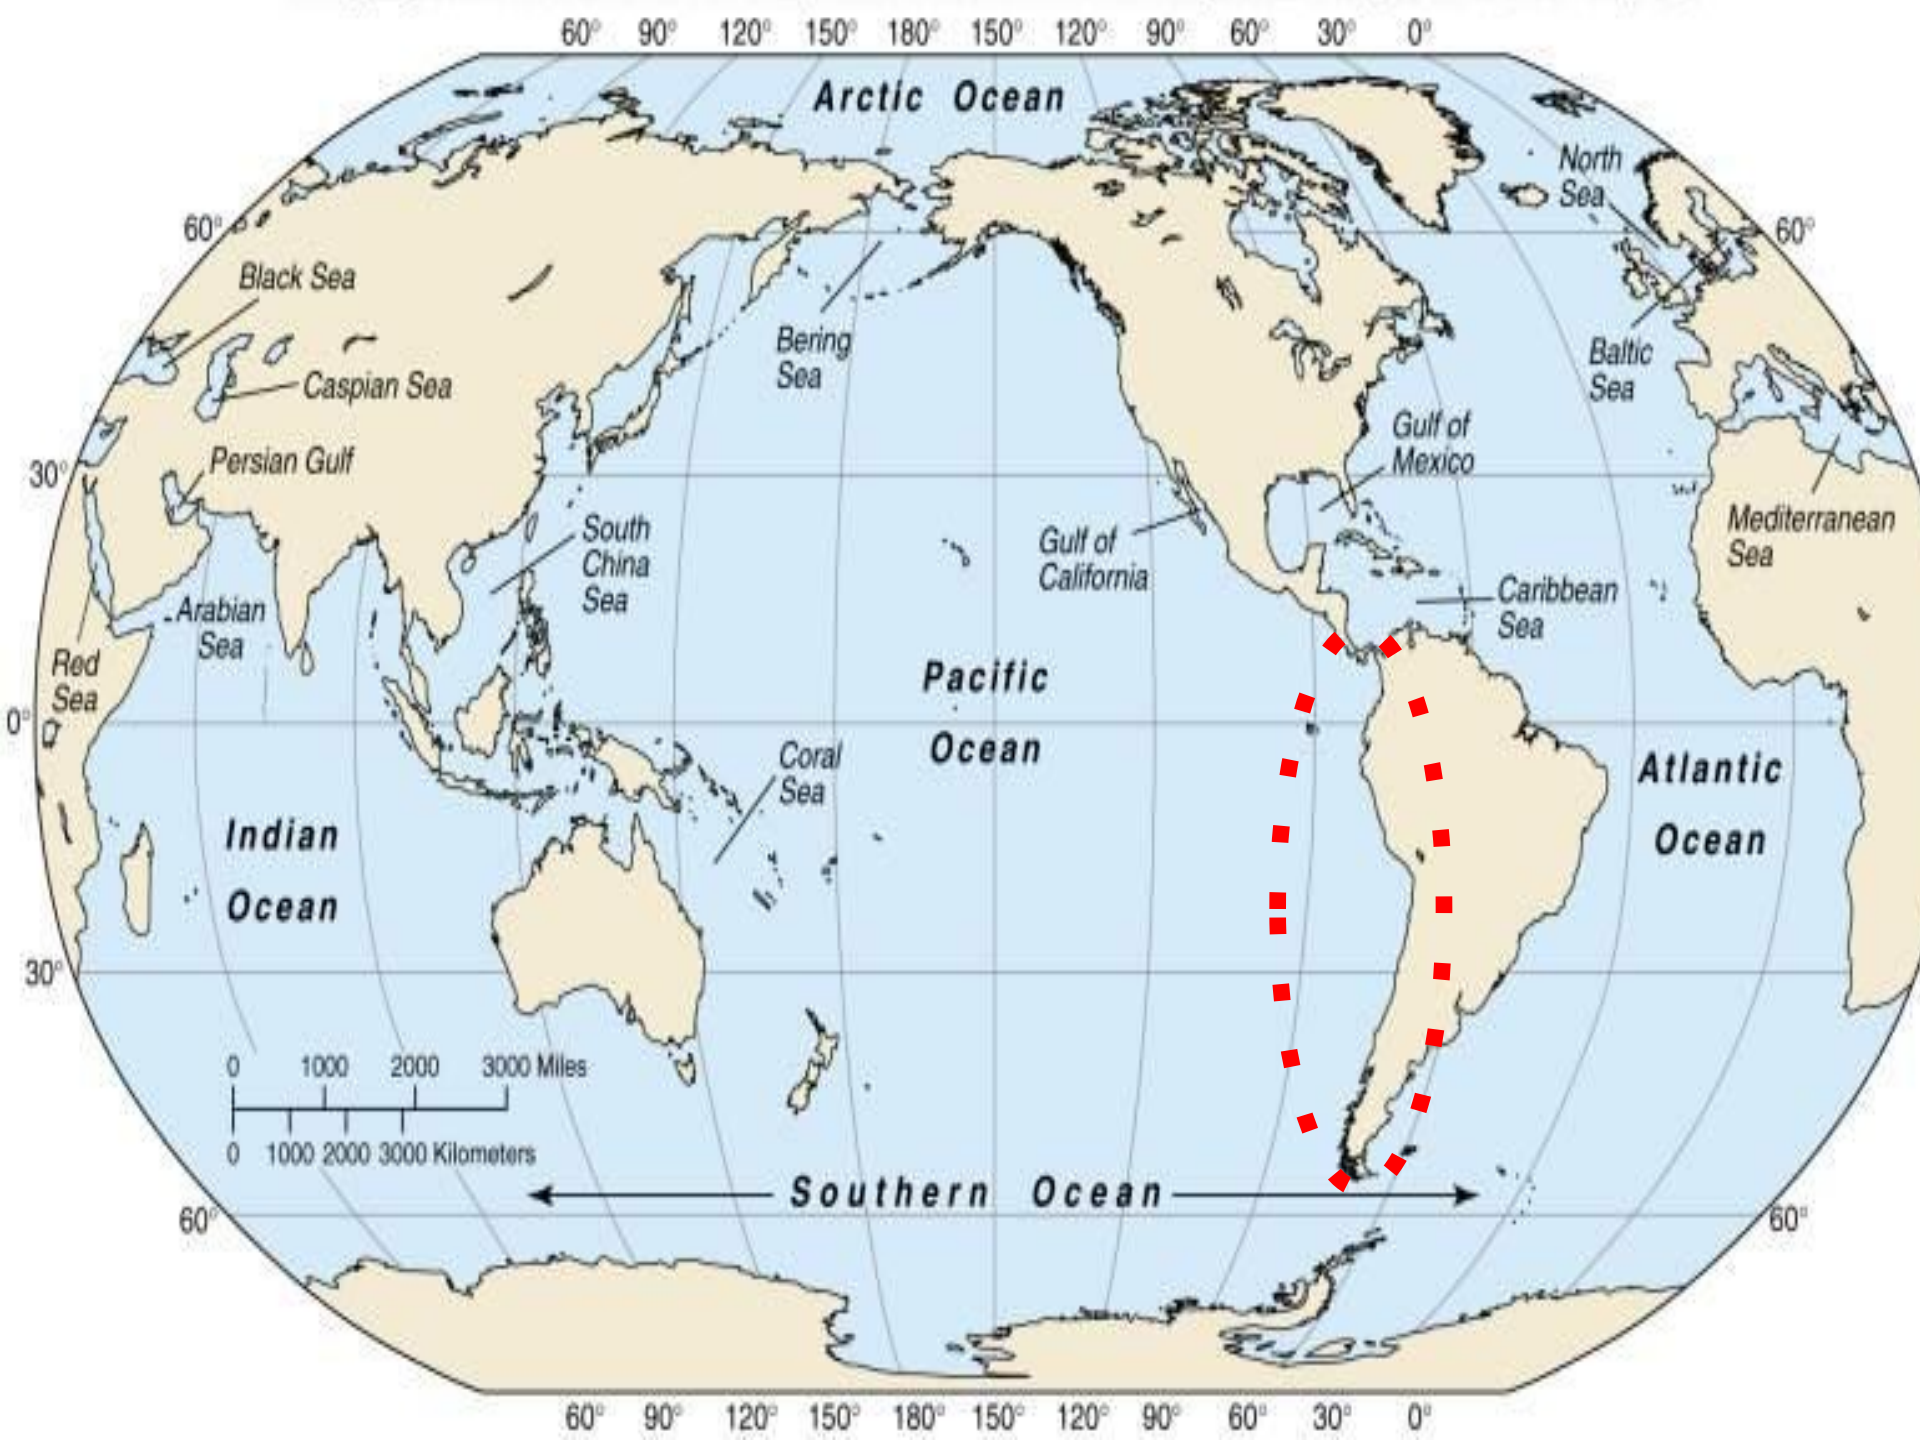 60° 90° 120° 150° 180° 150° 120° 90° 60° 30° 0°
Arctic Ocean
North
Sea
60°
60°
Black Sea
Bering
Sea
Baltic
Sea
Caspian Sea
Gulf of
Mexico
30°
Persian Gulf
South
China
Sea
Gulf of
California
Mediterranean
Sea
Arabian
Sea
Caribbean
Sea
Red
Sea
Pacific
Ocean
0°
Coral
Sea
Atlantic
Ocean
Indian
Ocean
30°
0 1000 2000 3000 Miles
0 1000 2000 3000 Kilometers
Southern Ocean
60°
60°
60° 90° 120° 150° 180° 150° 120° 90° 60° 30° 0°